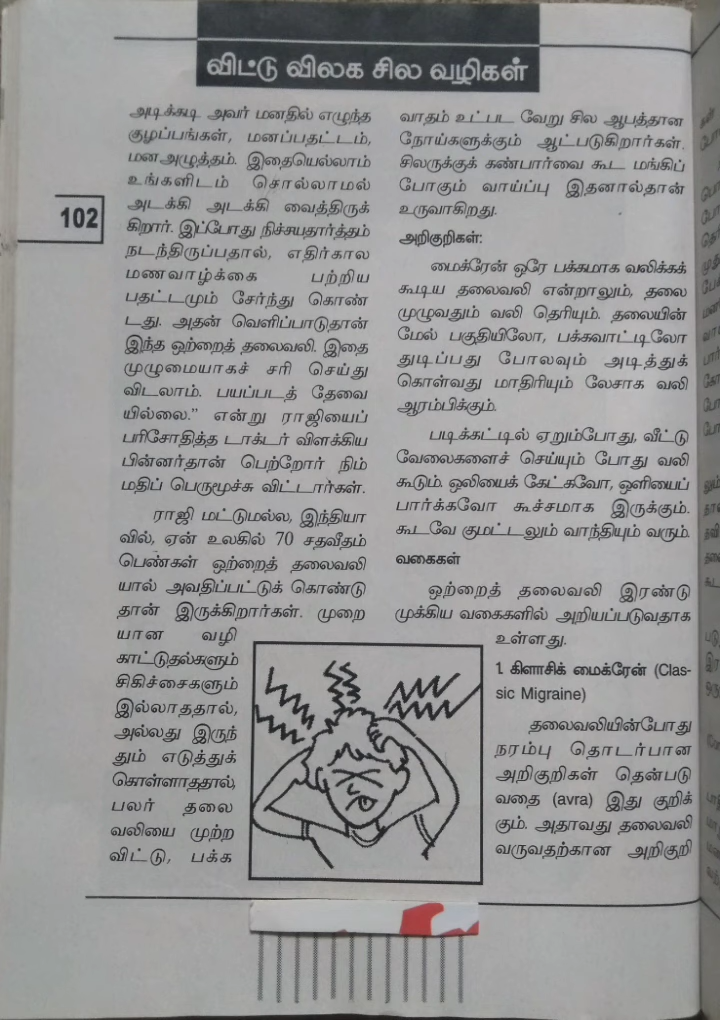 விட்டு விலக சில வழிகள்
102
அடிக்கடி அவர் மனதில் எழுந்த
குழப்பங்கள், மனப்பதட்டம்,
மனஅழுத்தம். இதையெல்லாம்
உங்களிடம் சொல்லாமல்
அடக்கி அடக்கி வைத்திருக்
கிறார். இப்போது நிச்சயதார்த்தம்
நடந்திருப்பதால், எதிர்கால
மணவாழ்க்கை பற்றிய
பதட்டமும் சேர்ந்து கொண்
டது. அதன் வெளிப்பாடுதான்
இந்த ஒற்றைத் தலைவலி. இதை
முழுமையாகச் சரி செய்து
விடலாம். பயப்படத் தேவை
யில்லை.” என்று ராஜியைப்
பரிசோதித்த டாக்டர் விளக்கிய
பின்னர்தான் பெற்றோர் நிம்
மதிப் பெருமூச்சு விட்டார்கள்.
ராஜி மட்டுமல்ல, இந்தியா
வில், ஏன் உலகில் 70 சதவீதம்
பெண்கள் ஒற்றைத் தலைவலி
யால் அவதிப்பட்டுக் கொண்டு
தான் இருக்கிறார்கள். முறை
யான வழி
காட்டுதல்களும்
சிகிச்சைகளும்
இல்லாததால்,
அல்லது இருந்
தும் எடுத்துக்
கொள்ளாததால்,
பலர் தலை
வலியை முற்ற
விட்டு, பக்க
வாதம் உட்பட வேறு சில ஆபத்தான
நோய்களுக்கும் ஆட்படுகிறார்கள்.
சிலருக்குக் கண்பார்வை கூட மங்கிப்
போகும் வாய்ப்பு இதனால்தான்
உருவாகிறது.
அறிகுறிகள்:
மைக்ரேன் ஒரே பக்கமாக வலிக்கக்
கூடிய தலைவலி என்றாலும், தலை
முழுவதும் வலி தெரியும். தலையின்
மேல் பகுதியிலோ, பக்கவாட்டிலோ
துடிப்பது போலவும் அடித்துக்
கொள்வது மாதிரியும் லேசாக வலி
ஆரம்பிக்கும்.
படிக்கட்டில் ஏறும்போது, வீட்டு
வேலைகளைச் செய்யும் போது வலி
கூடும். ஒலியைக் கேட்கவோ, ஒளியைப்
பார்க்கவோ கூச்சமாக இருக்கும்.
கூடவே குமட்டலும் வாந்தியும் வரும்.
வகைகள்
ஒற்றைத் தலைவலி இரண்டு
முக்கிய வகைகளில் அறியப்படுவதாக
உள்ளது.
1. கிளாசிக் மைக்ரேன் (Clas-
sic Migraine)
தலைவலியின்போது
நரம்பு தொடர்பான
அறிகுறிகள் தென்படு
வதை (avra) இது குறிக்
கும். அதாவது தலைவலி
வருவதற்கான அறிகுறி